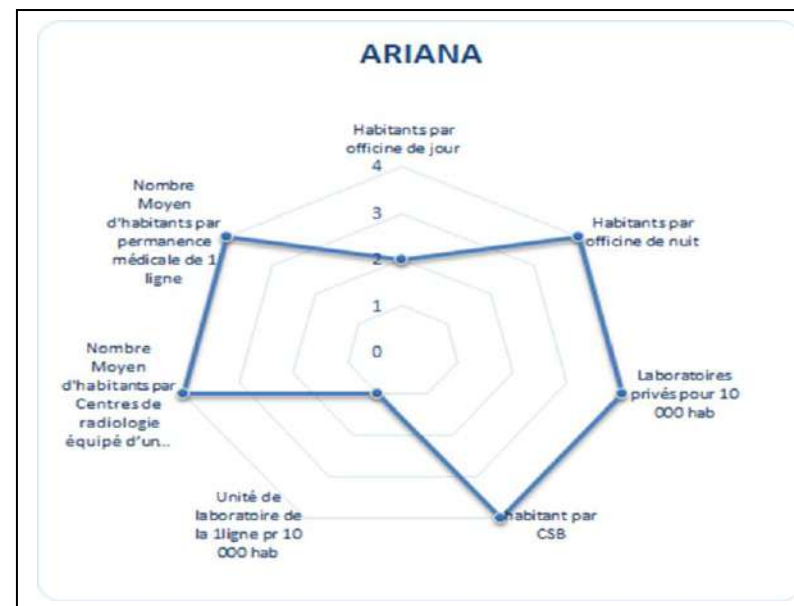 ARIANA
Habitants par
officine de jour
4
3
2
1
0
Habitants par
officine de nuit
Laboratoires
privés pour 10
000 hab
habitant par
CSB
Unité de
laboratoire de
la 1ligne pr 10
000 hab
Nombre
Moyen
d'habitants par
Centres de
radiologie
équipé d'un...
Nombre
Moyen
d'habitants par
permanence
médicale de 1
ligne